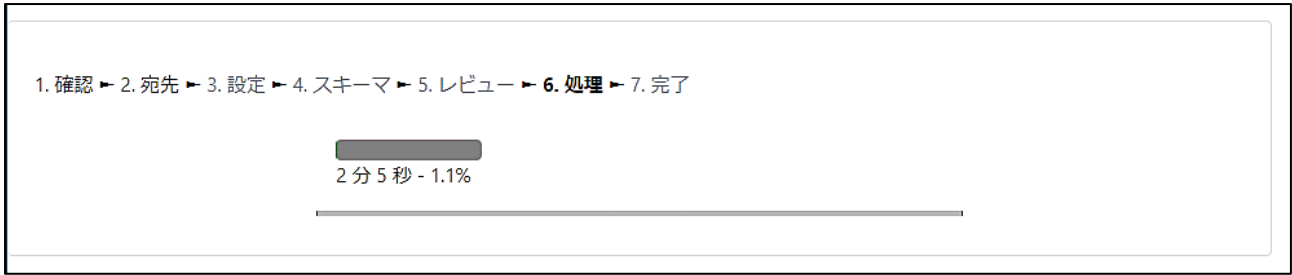 1. 確認 ► 2. 宛先 ► 3. 設定 ► 4. スキーマ ► 5. レビュー ► 6. 処理 ► 7. 完了
2 分 5 秒 - 1.1%